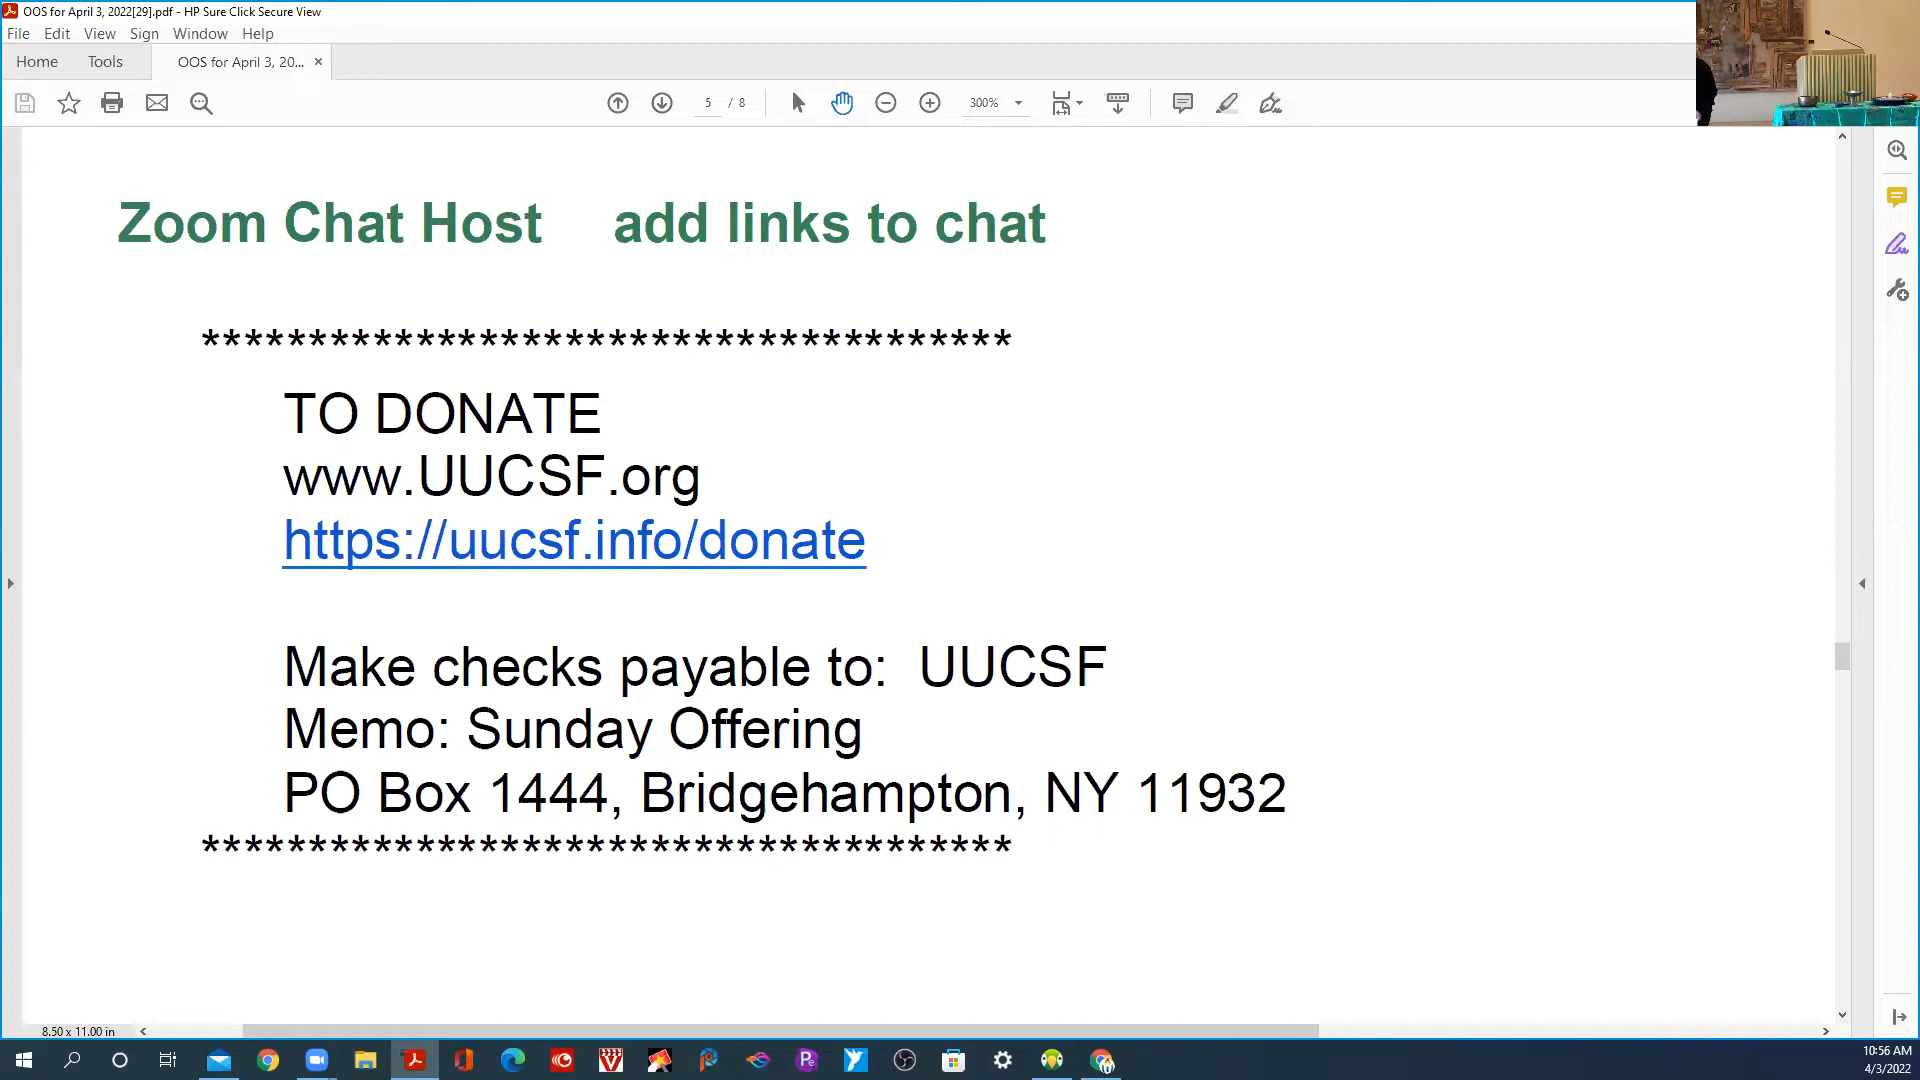 OOS for April 3, 2022[29].pdf - HP Sure Click Secure View
File Edit View Sign Window Help
Home Tools OOS for April 3, 20... ×
5 / 8 300%
Zoom Chat Host add links to chat
**************************************
TO DONATE
www.UUCSF.org
https://uucsf.info/donate
Make checks payable to: UUCSF
Memo: Sunday Offering
PO Box 1444, Bridgehampton, NY 11932
**************************************
8.50 x 11.00 in
10:56 AM
4/3/2022